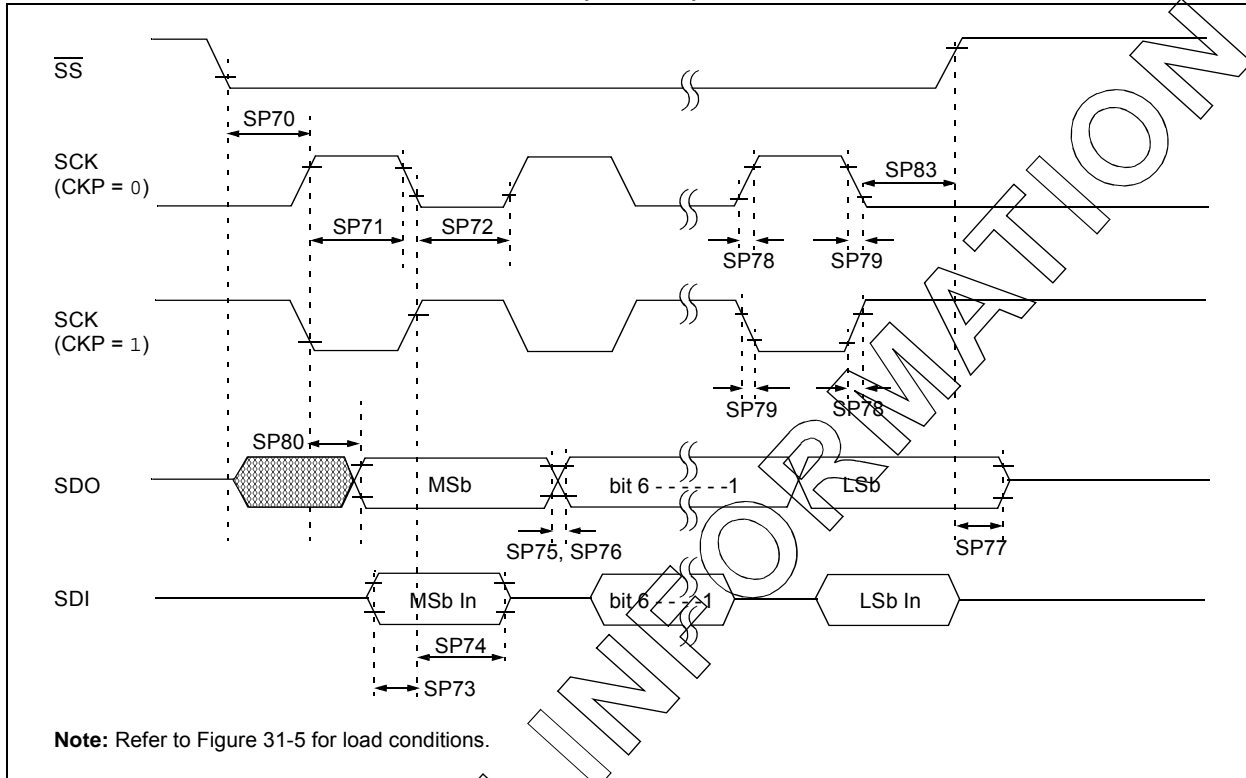 SS
SP70
SCK
(CKP = 0)
SP83
SP71
SP72
SP78
SP79
SCK
(CKP = 1)
SP79
SP78
SP80
SDO
MSb
bit 6 - - - - - -1
LSb
SP75, SP76
SP77
SDI
MSb In
bit 6 - - - -1
LSb In
SP74
SP73
Note: Refer to Figure 31-5 for load conditions.
INFORMATION